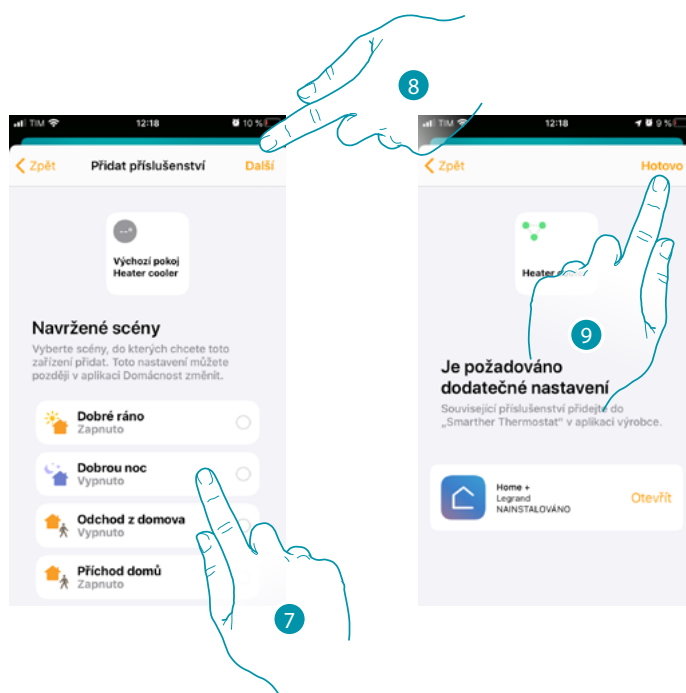 8
TIM 12:18 10 %
Zpět Přidat příslušenství Další
Výchozí pokoj
Heater cooler
Navržené scény
Vyberte scény, do kterých chcete toto
zařízení přidat. Toto nastavení můžete
později v aplikaci Domácnost změnit.
Dobré ráno
Zapnuto
Dobrou noc
Vypnuto
Odchod z domova
Vypnuto
Příchod domů
Zapnuto
7
TIM 12:18 9 %
Zpět Hotovo
Heater
9
Je požadováno
dodatečné nastavení
Související příslušenství přidejte do
„Smarther Thermostat“ v aplikaci výrobce.
Home +
Legrand
NAINSTALOVÁNO
Otevřít